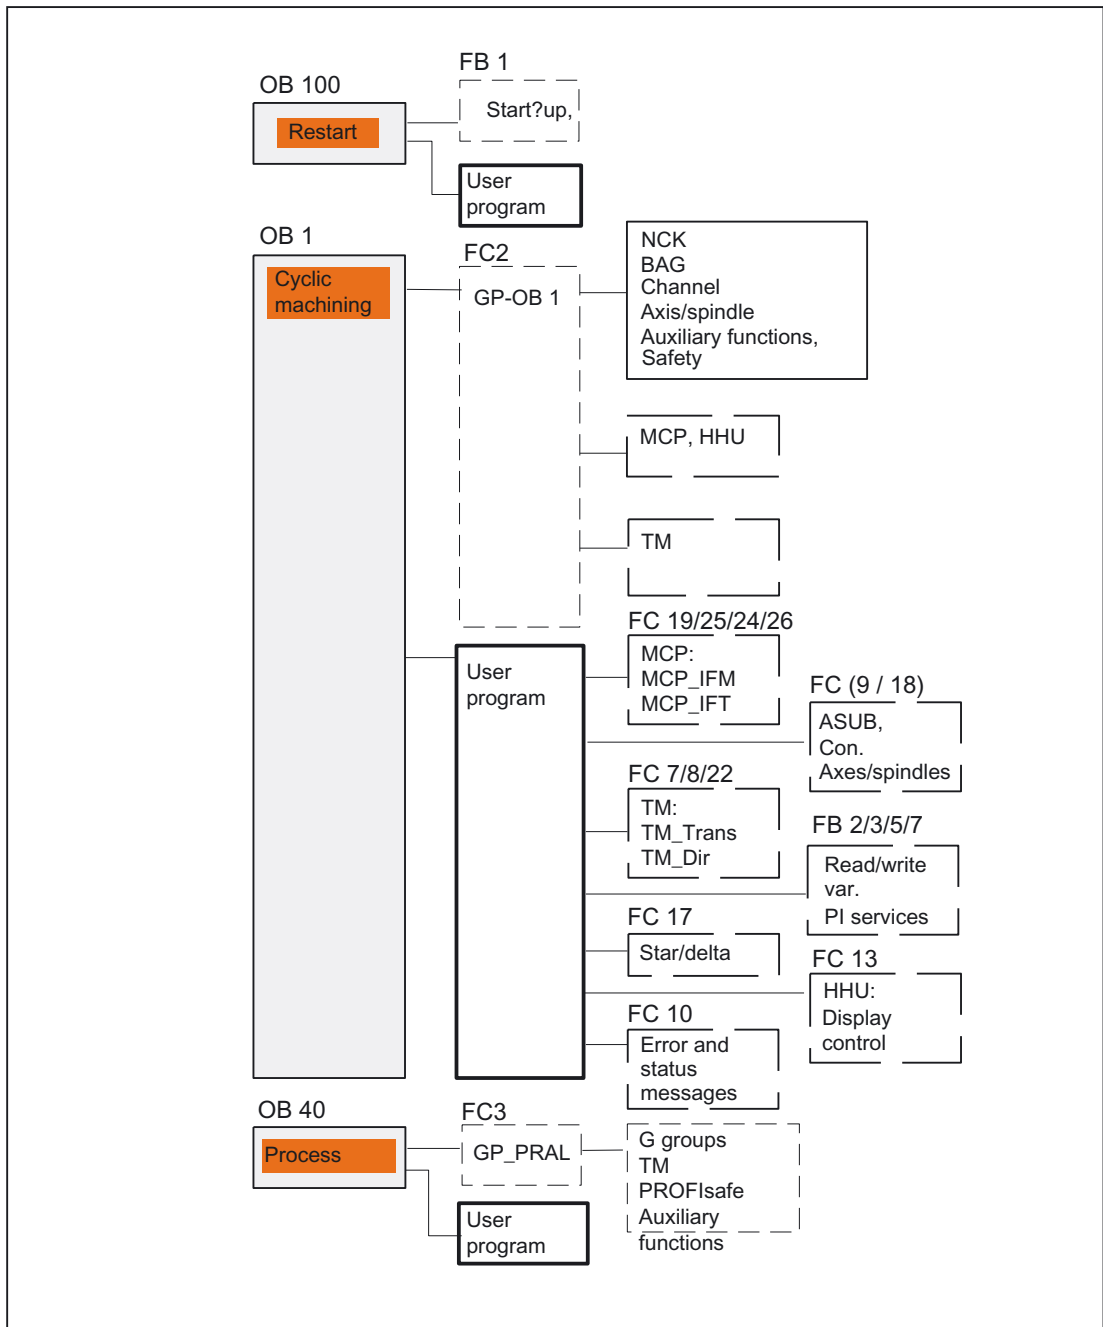 FB 1
OB 100
Start?up,
Restart
User
program
OB 1
FC2
Cyclic
machining
GP-OB 1
NCK
BAG
Channel
Axis/spindle
Auxiliary functions,
Safety
MCP, HHU
TM
User
program
FC 19/25/24/26
MCP:
MCP_IFM
MCP_IFT
FC (9 / 18)
ASUB,
Con.
Axes/spindles
FC 7/8/22
TM:
TM_Trans
TM_Dir
FB 2/3/5/7
Read/write
var.
PI services
FC 17
Star/delta
FC 13
HHU:
Display
control
FC 10
Error and
status
messages
OB 40
FC3
Process
GP_PRAL
G groups
TM
PROFIsafe
Auxiliary
functions
User
program